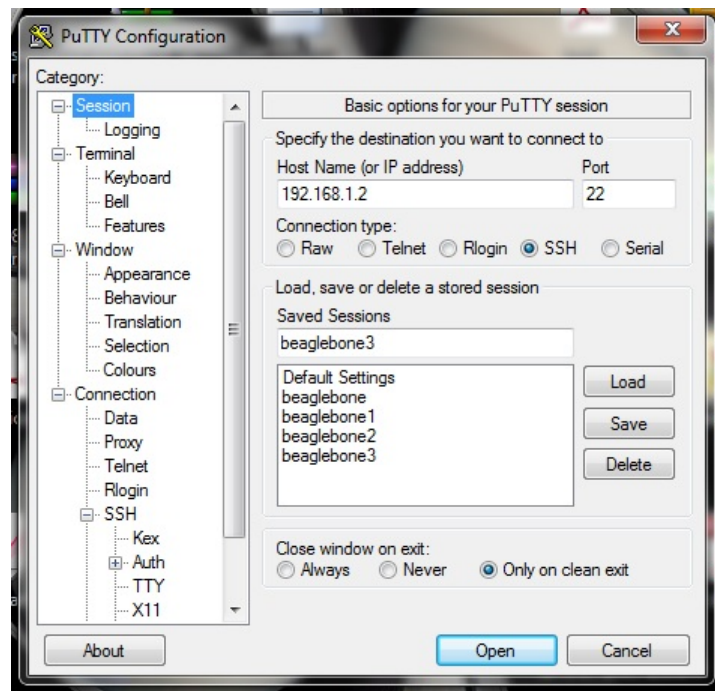 PuTTY Configuration
Category:
Session
Logging
Terminal
Keyboard
Bell
Features
Window
Appearance
Behaviour
Translation
Selection
Colours
Connection
Data
Proxy
Telnet
Rlogin
SSH
Kex
Auth
TTY
X11
Basic options for your PuTTY session
Specify the destination you want to connect to
Host Name (or IP address) Port
192.168.1.2 22
Connection type:
Raw Telnet Rlogin SSH Serial
Load, save or delete a stored session
Saved Sessions
beaglebone3
Default Settings
beaglebone
beaglebone1
beaglebone2
beaglebone3
Load
Save
Delete
Close window on exit:
Always Never Only on clean exit
About Open Cancel